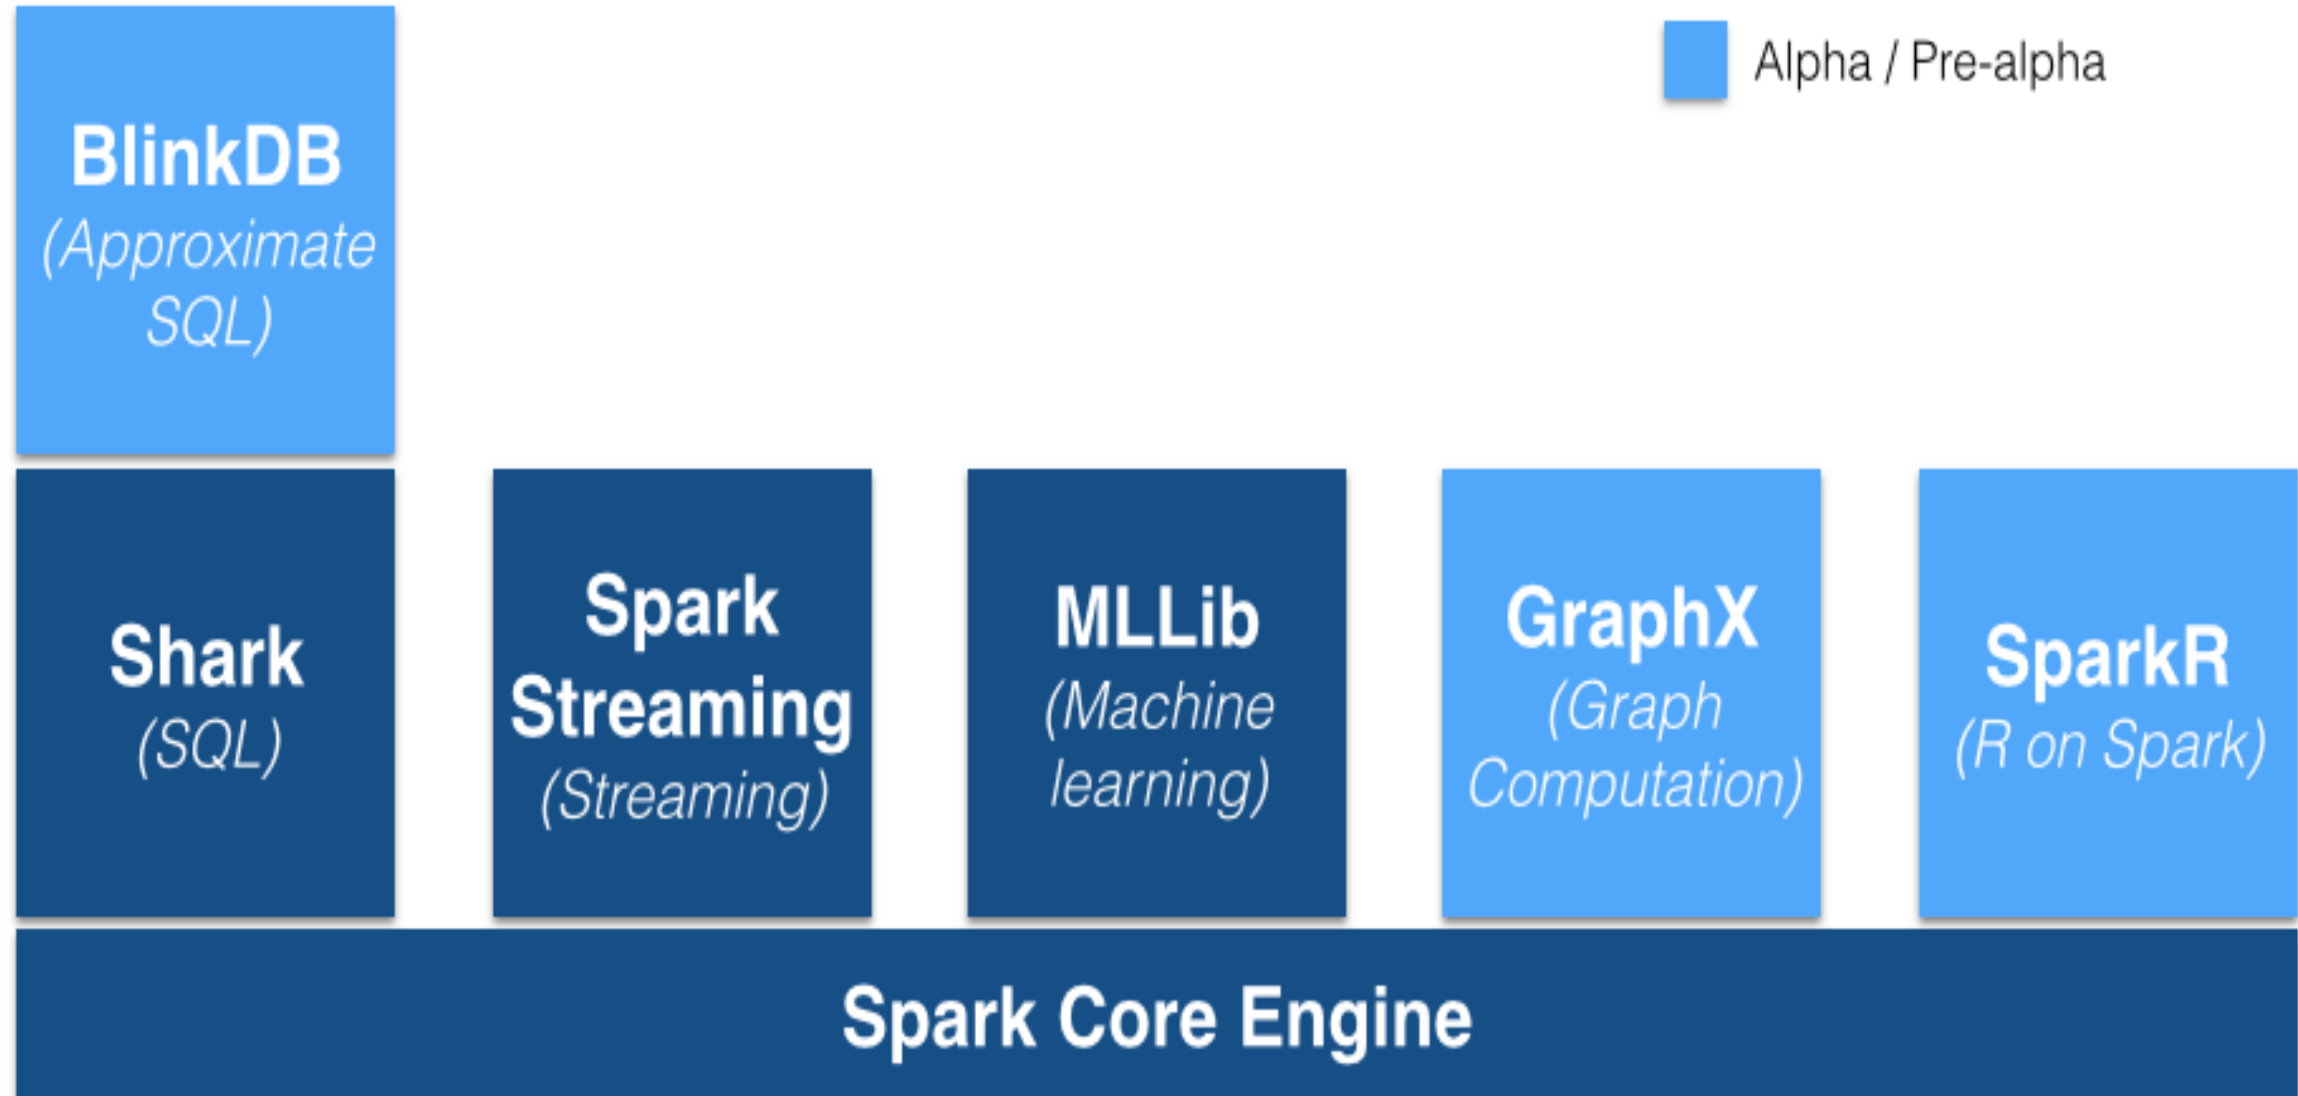 BlinkDB
(Approximate
SQL)
Alpha / Pre-alpha
Shark
(SQL)
Spark
Streaming
(Streaming)
MLLib
(Machine
learning)
GraphX
(Graph
Computation)
SparkR
(R on Spark)
Spark Core Engine